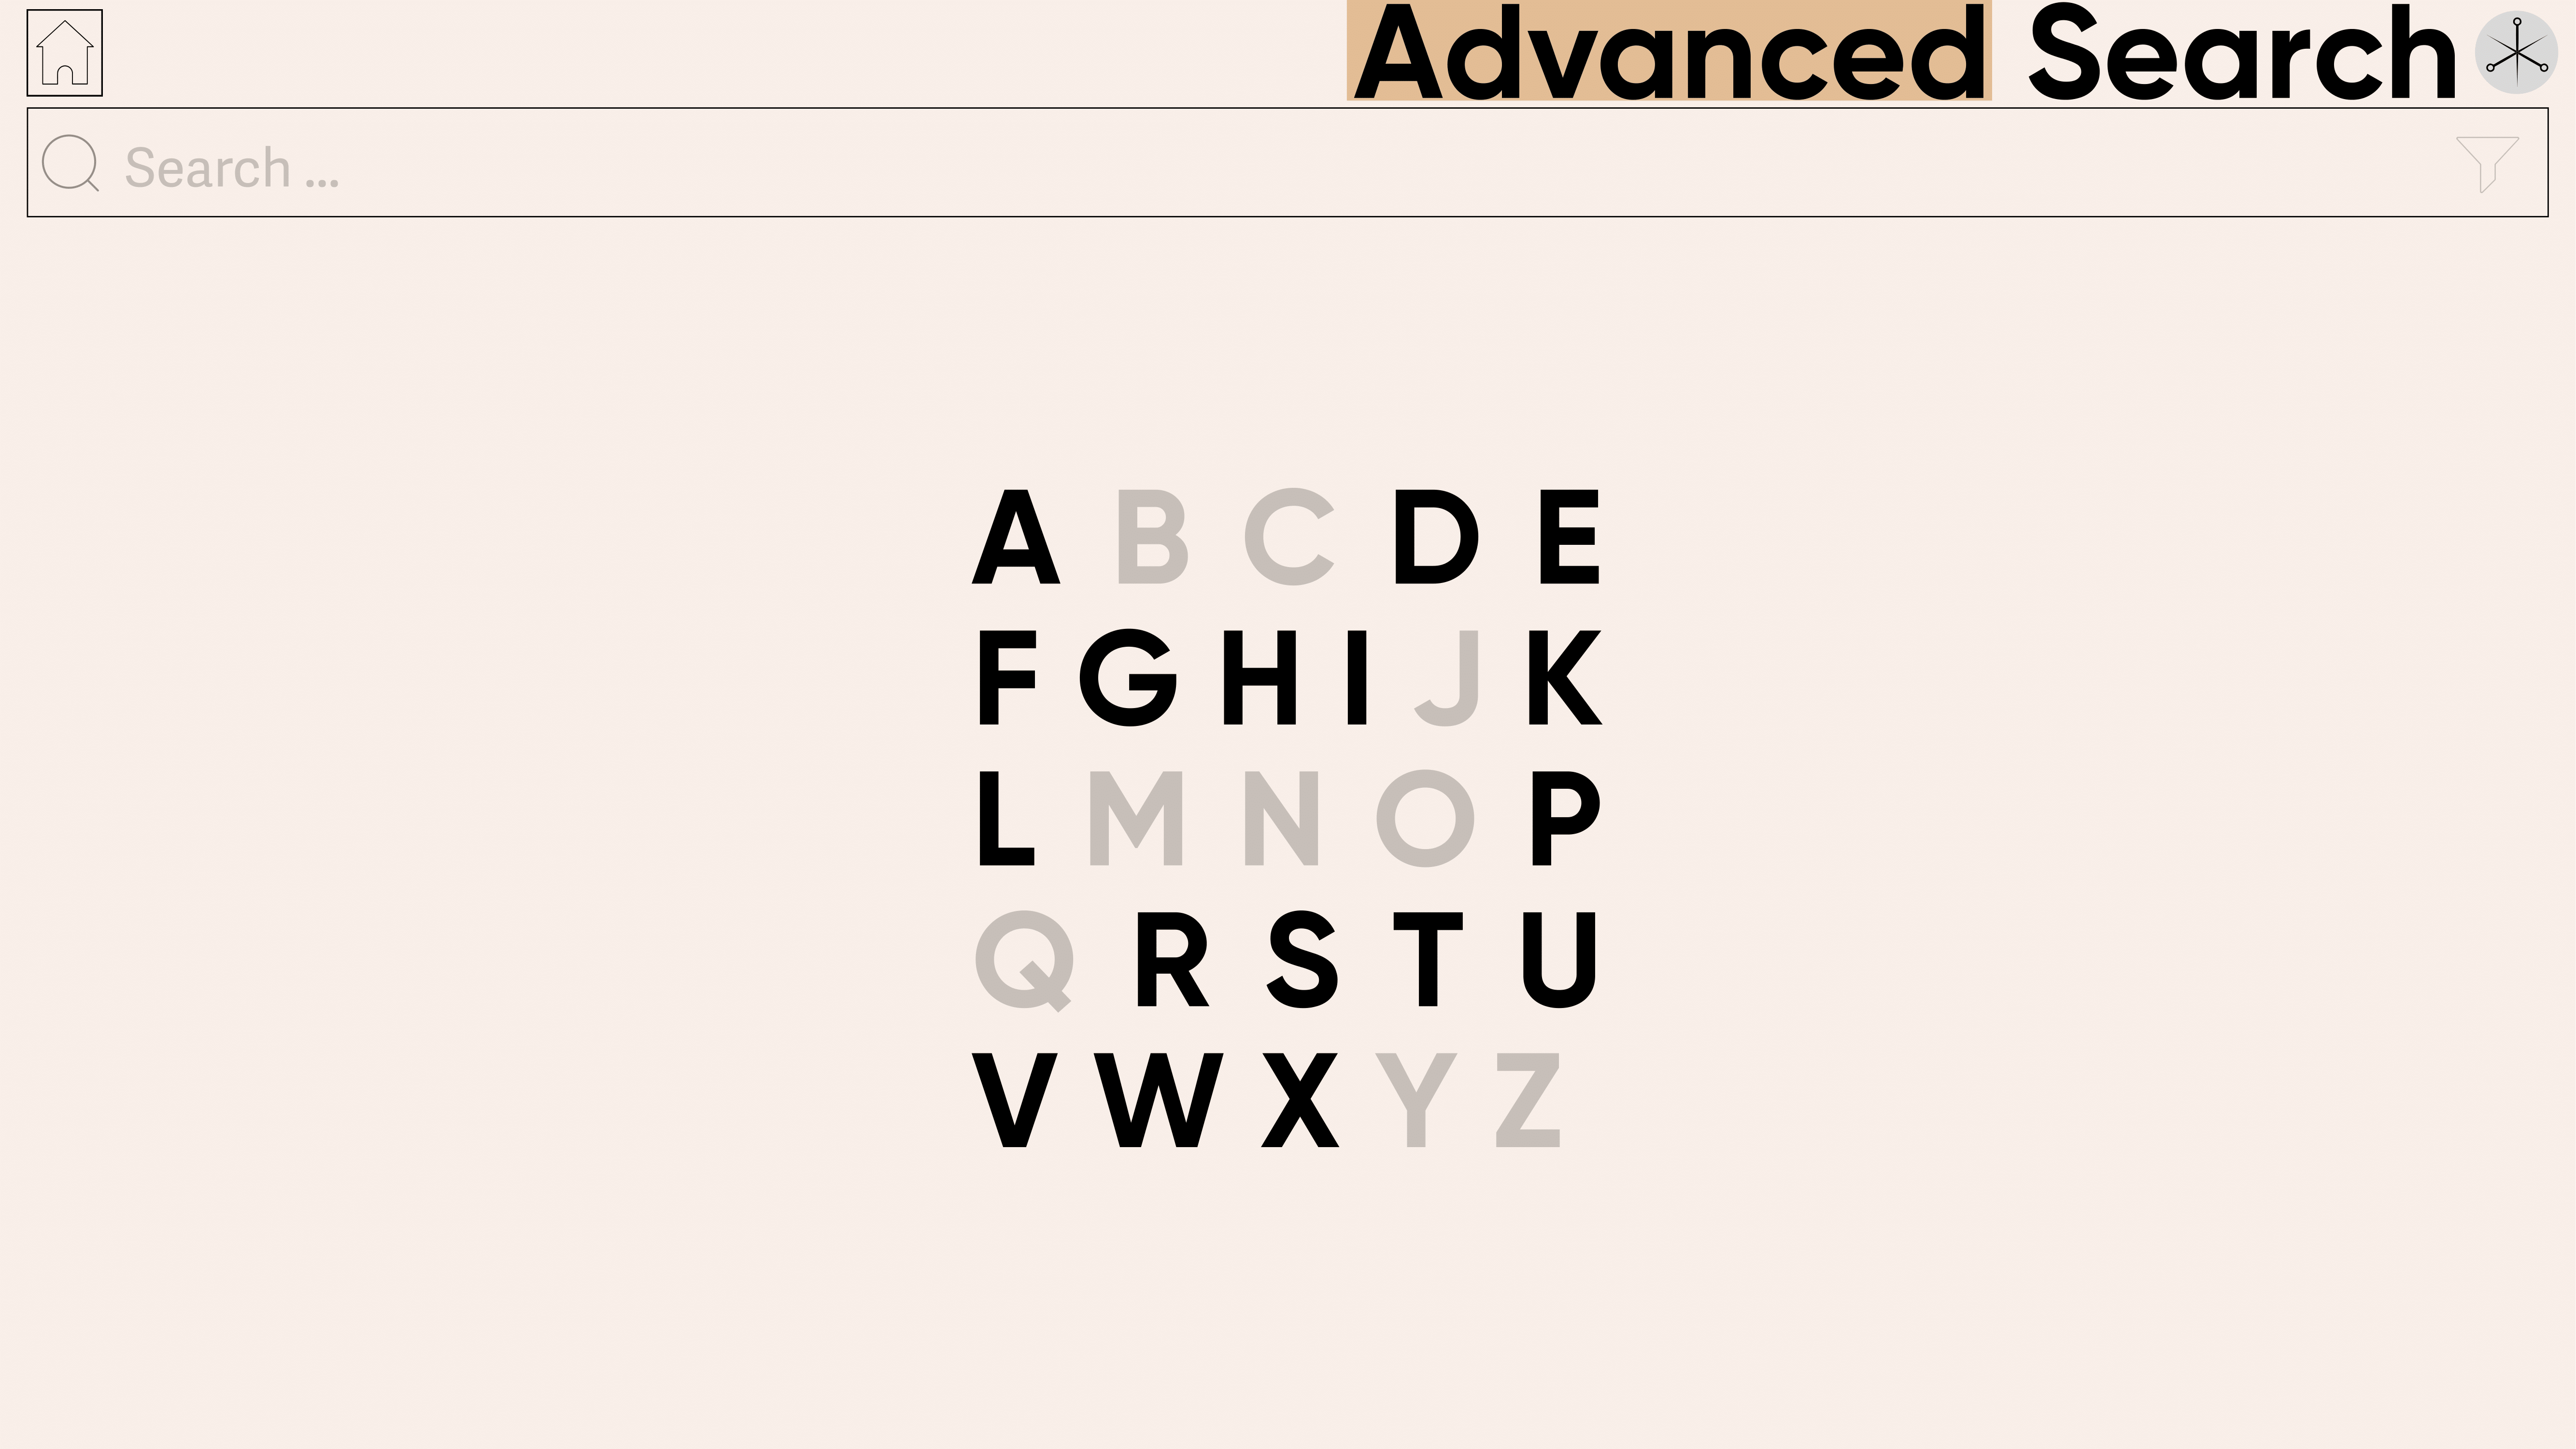 Advanced Search
Search ...
A B C D E
F G H I J K
L M N O P
Q R S T U
V W X Y Z